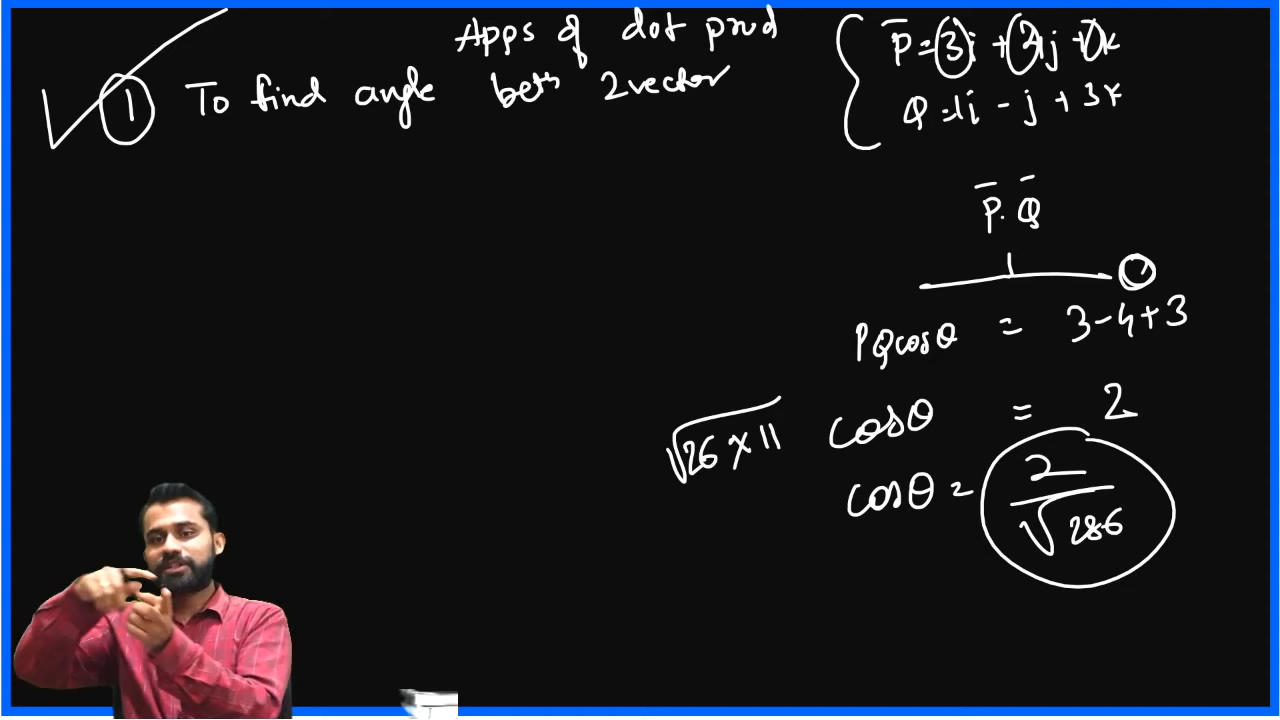 Apps of dot prod
① To find angle betn 2 vector
P̄ = 3i + 4j + 1k
Q = 1i - j + 3k
P̄. Q̄
PQcosθ = 3-4+3
√26 × 11 cosθ = 2
cosθ = 2/√286